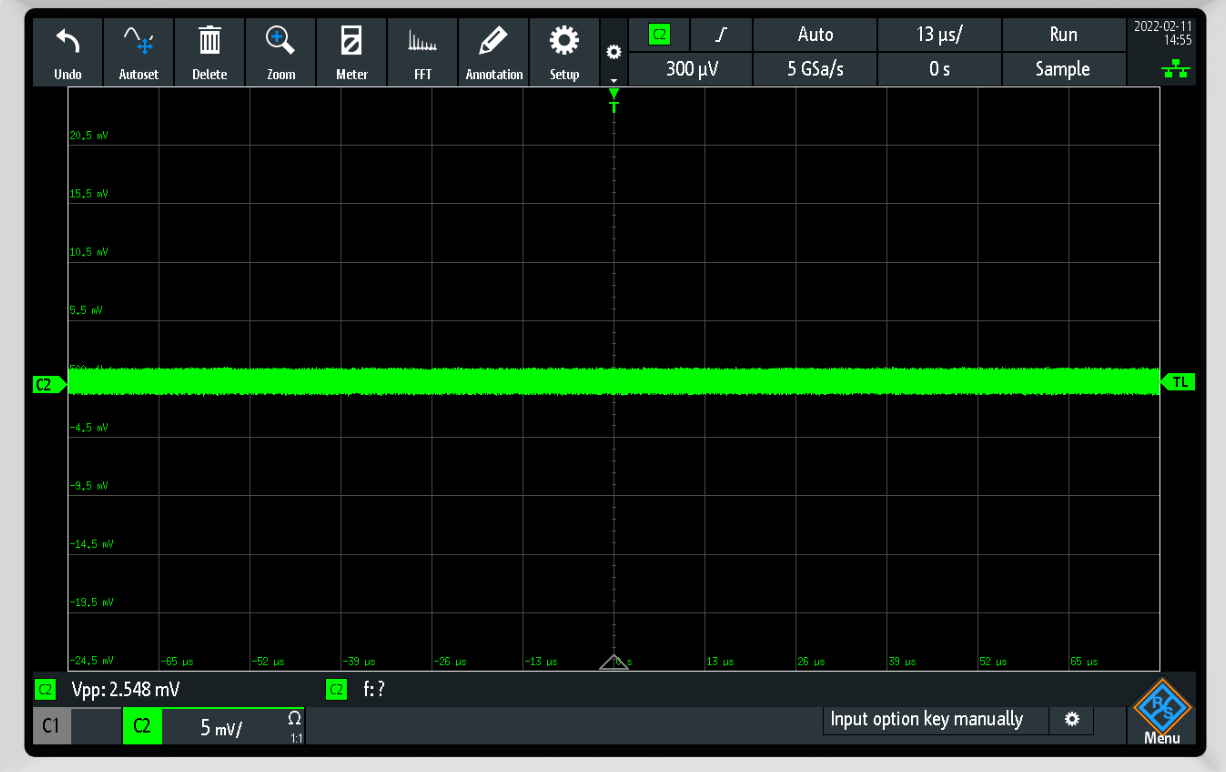 C2 Auto 13 µs/ Run 2022-02-11
14:55
Undo Autoset Delete Zoom Meter FFT Annotation Setup
300 µV 5 GSa/s 0 s Sample
T
20,5 mV
15,5 mV
10,5 mV
5,5 mV
C2 TL
-4,5 mV
-9,5 mV
-14,5 mV
-19,5 mV
-24,5 mV -65 µs -52 µs -39 µs -26 µs -13 µs 13 µs 26 µs 39 µs 52 µs 65 µs
C2 Vpp: 2.548 mV C2 f: ?
C1 C2 5 mV/ Ω
1:1
Input option key manually
R&S
Menu